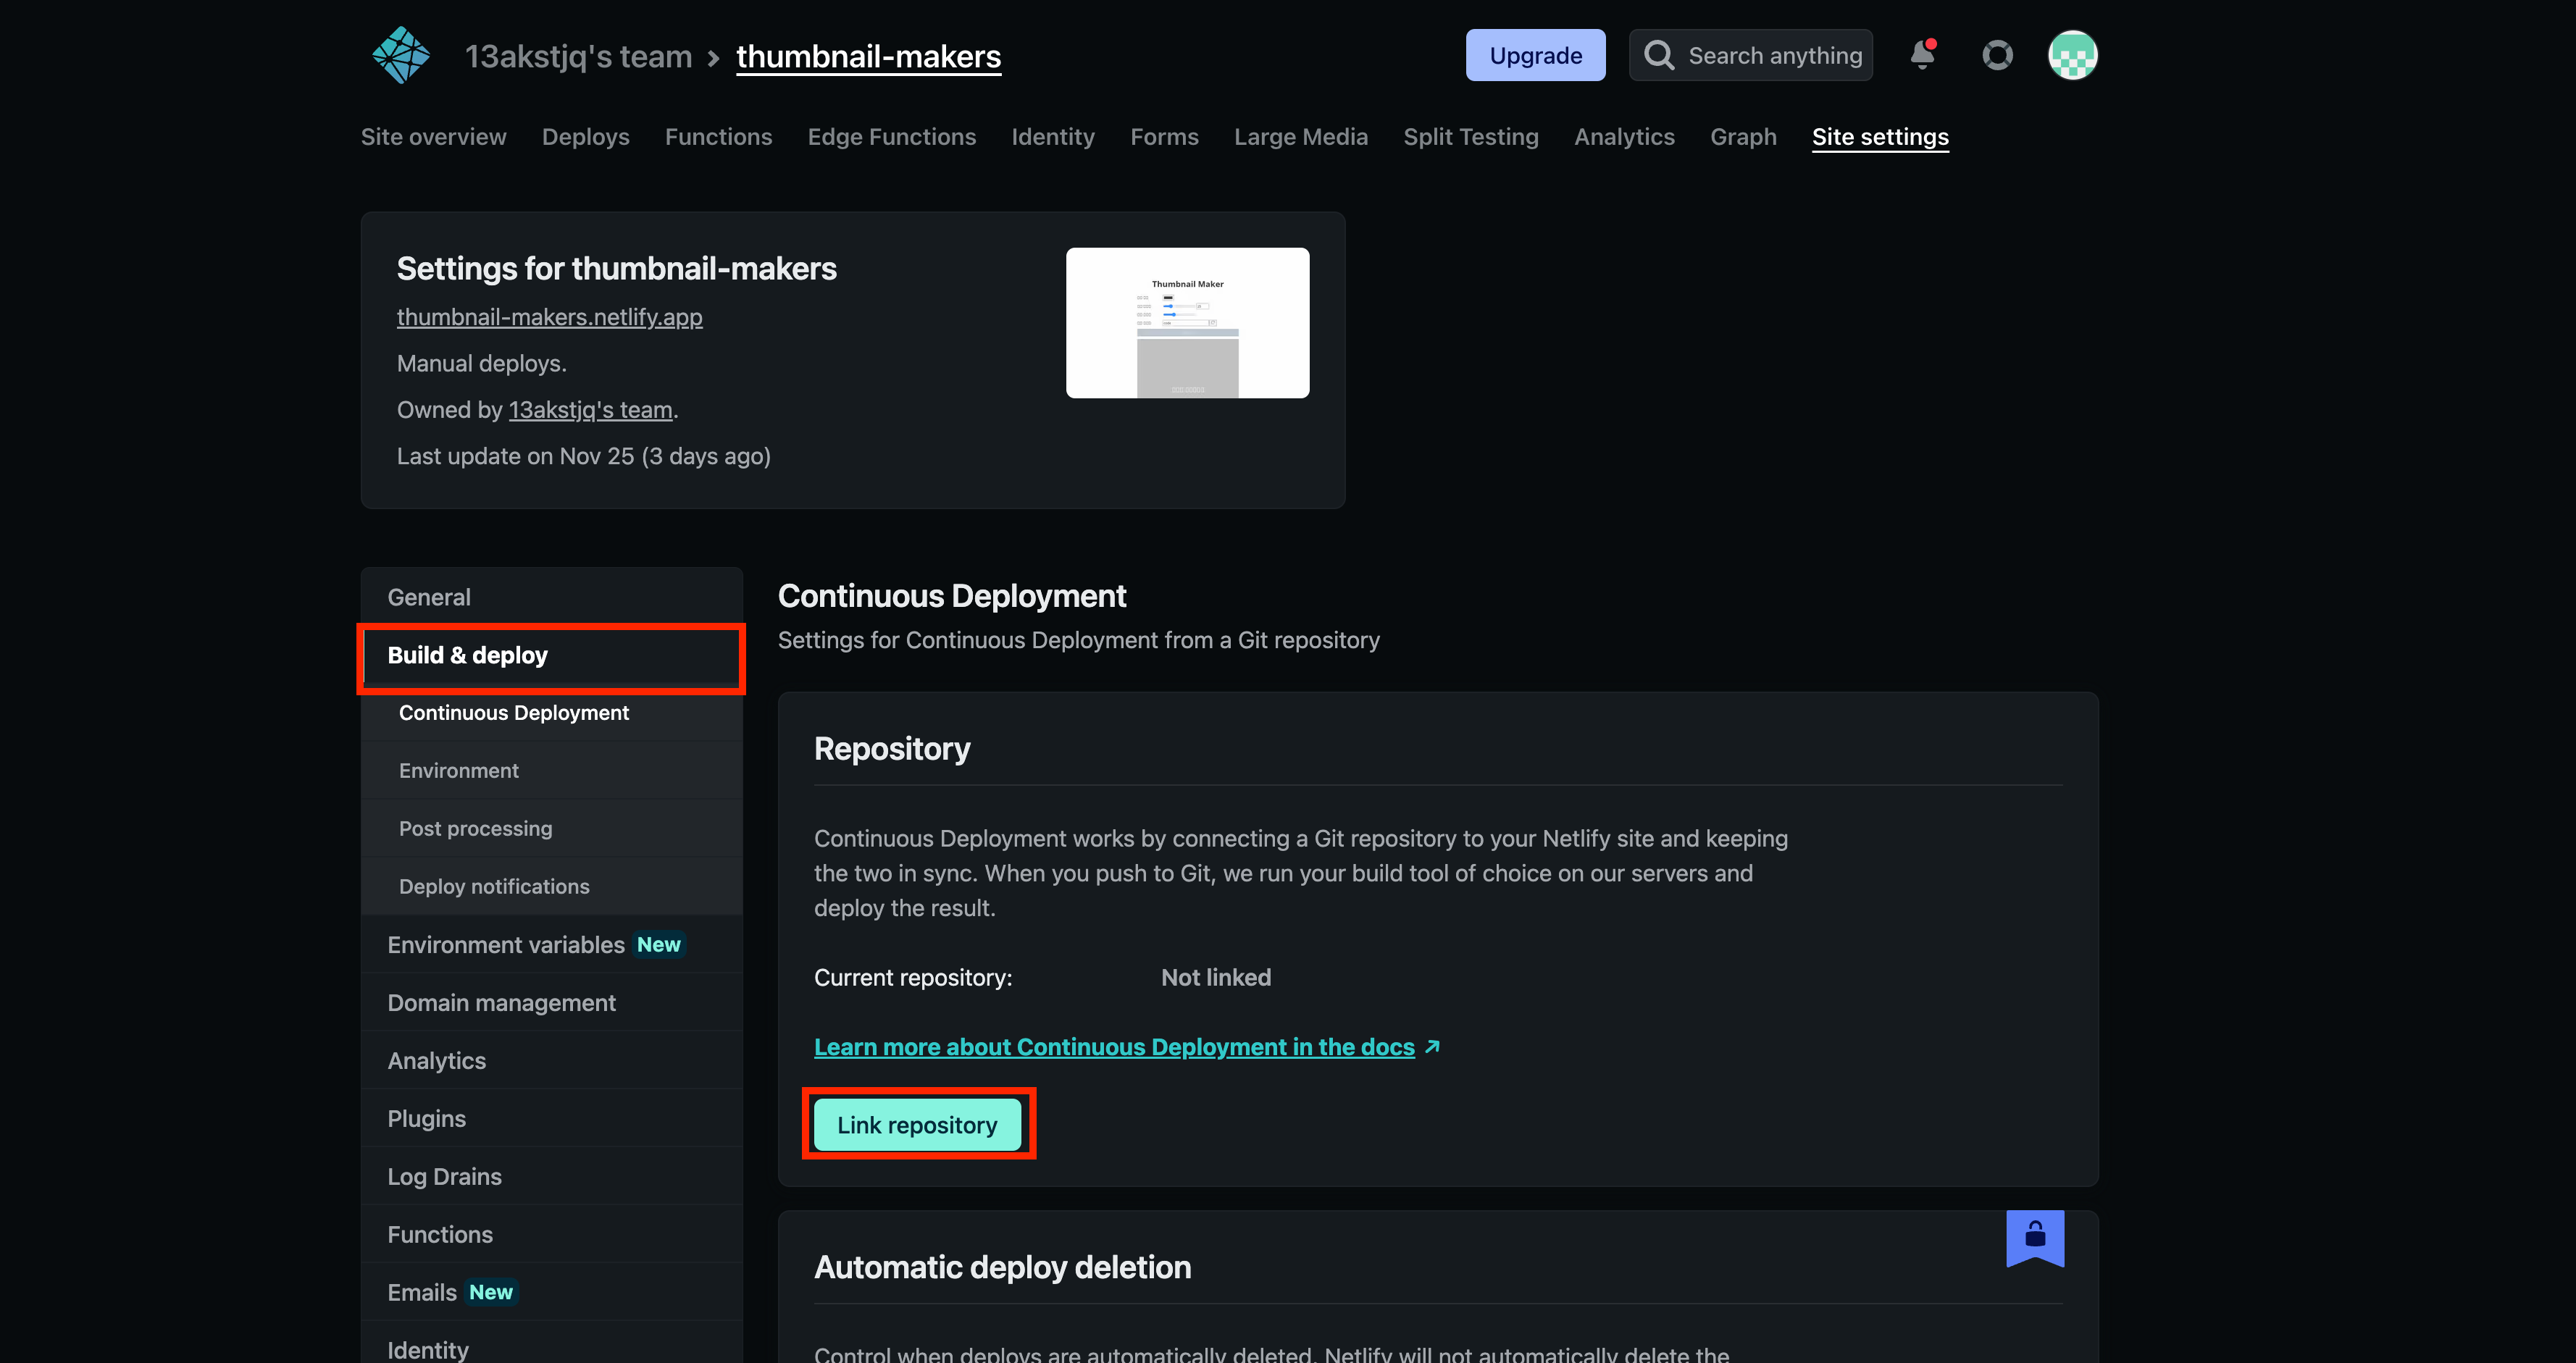 13akstjq's team > thumbnail-makers
Upgrade
Search anything
Site overview Deploys Functions Edge Functions Identity Forms Large Media Split Testing Analytics Graph Site settings
Settings for thumbnail-makers
thumbnail-makers.netlify.app
Manual deploys.
Owned by 13akstjq's team.
Last update on Nov 25 (3 days ago)
Thumbnail Maker
General
Build & deploy
Continuous Deployment
Environment
Post processing
Deploy notifications
Environment variables New
Domain management
Analytics
Plugins
Log Drains
Functions
Emails New
Identity
Continuous Deployment
Settings for Continuous Deployment from a Git repository
Repository
Continuous Deployment works by connecting a Git repository to your Netlify site and keeping
the two in sync. When you push to Git, we run your build tool of choice on our servers and
deploy the result.
Current repository: Not linked
Learn more about Continuous Deployment in the docs ↗
Link repository
Automatic deploy deletion
Control when deploys are automatically deleted. Netlify will not automatically delete the